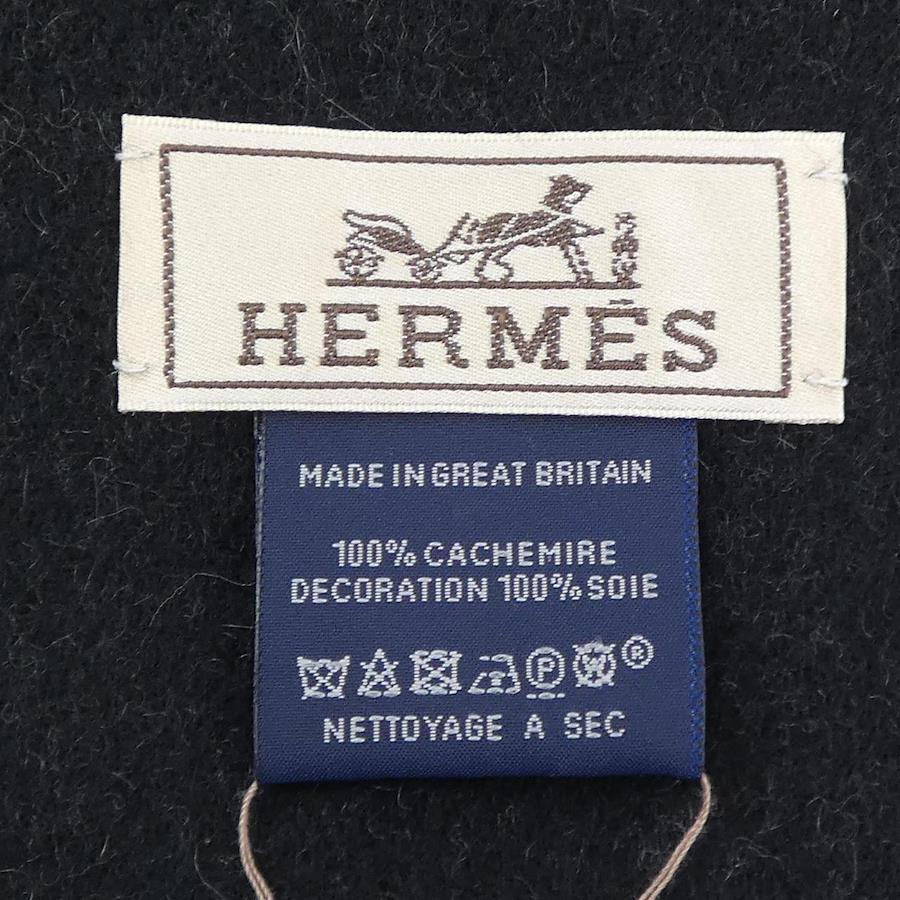 HERMÈS
MADE IN GREAT BRITAIN
100% CACHEMIRE
DECORATION 100% SOIE
P W ®
NETTOYAGE A SEC